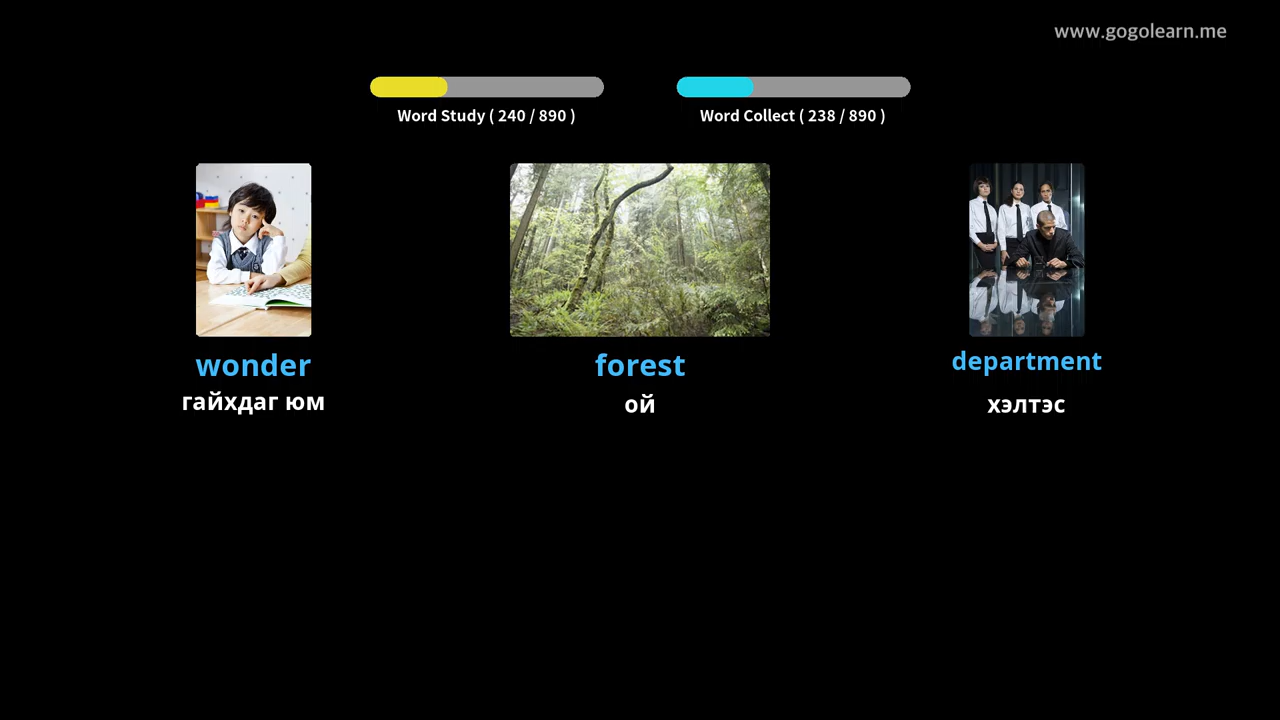 www.gogolearn.me
Word Study ( 240 / 890 )
Word Collect ( 238 / 890 )
wonder
forest
department
гайхдаг юм
ой
хэлтэс